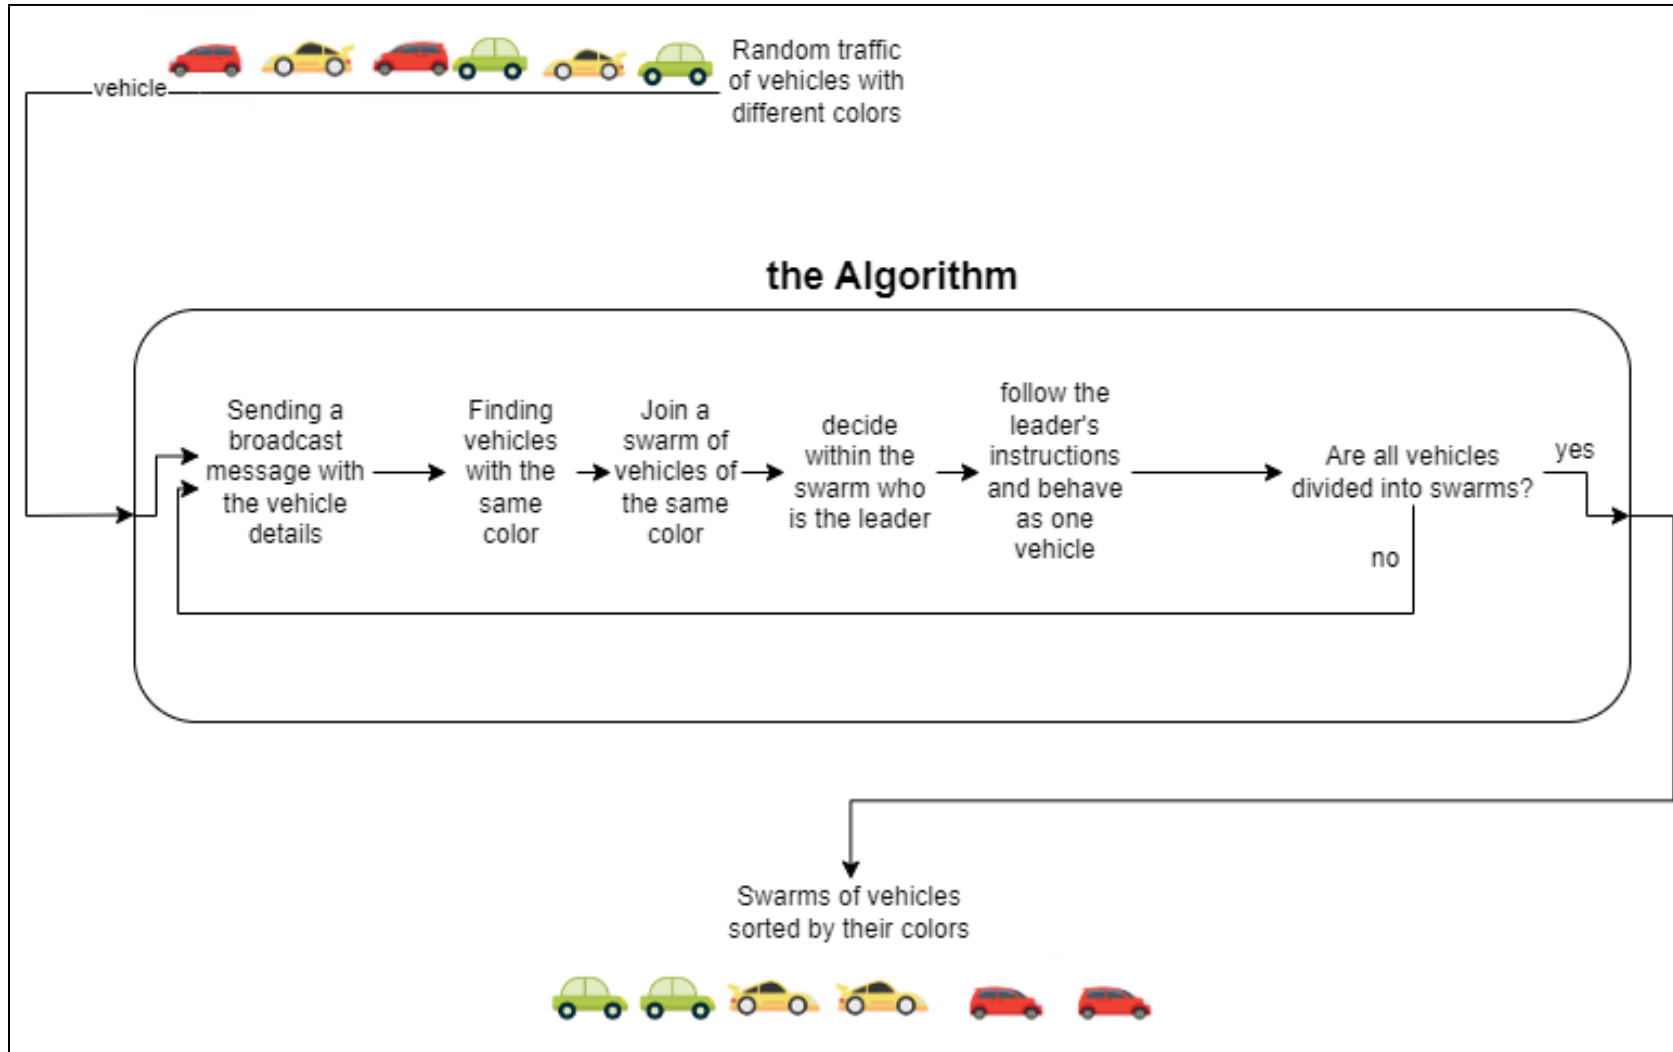 Random traffic
of vehicles with
different colors
vehicle
the Algorithm
Sending a
broadcast
message with
the vehicle
details
Finding
vehicles
with the
same
color
Join a
swarm of
vehicles of
the same
color
decide
within the
swarm who
is the leader
follow the
leader's
instructions
and behave
as one
vehicle
Are all vehicles
divided into swarms?
yes
no
Swarms of vehicles
sorted by their colors